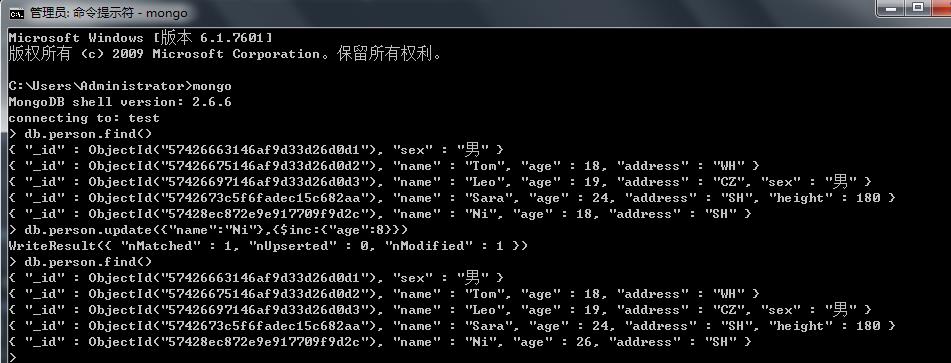 管理员: 命令提示符 - mongo
Microsoft Windows [版本 6.1.7601]
版权所有 (c) 2009 Microsoft Corporation。保留所有权利。
C:\Users\Administrator>mongo
MongoDB shell version: 2.6.6
connecting to: test
> db.person.find()
{ "_id" : ObjectId("57426663146af9d33d26d0d1"), "sex" : "男" }
{ "_id" : ObjectId("57426675146af9d33d26d0d2"), "name" : "Tom", "age" : 18, "address" : "WH" }
{ "_id" : ObjectId("57426697146af9d33d26d0d3"), "name" : "Leo", "age" : 19, "address" : "CZ", "sex" : "男" }
{ "_id" : ObjectId("5742673c5f6fadec15c682aa"), "name" : "Sara", "age" : 24, "address" : "SH", "height" : 180 }
{ "_id" : ObjectId("57428ec872e9e917709f9d2c"), "name" : "Ni", "age" : 18, "address" : "SH" }
> db.person.update({"name":"Ni"},{$inc:{"age":8}})
WriteResult({ "nMatched" : 1, "nUpserted" : 0, "nModified" : 1 })
> db.person.find()
{ "_id" : ObjectId("57426663146af9d33d26d0d1"), "sex" : "男" }
{ "_id" : ObjectId("57426675146af9d33d26d0d2"), "name" : "Tom", "age" : 18, "address" : "WH" }
{ "_id" : ObjectId("57426697146af9d33d26d0d3"), "name" : "Leo", "age" : 19, "address" : "CZ", "sex" : "男" }
{ "_id" : ObjectId("5742673c5f6fadec15c682aa"), "name" : "Sara", "age" : 24, "address" : "SH", "height" : 180 }
{ "_id" : ObjectId("57428ec872e9e917709f9d2c"), "name" : "Ni", "age" : 26, "address" : "SH" }
>